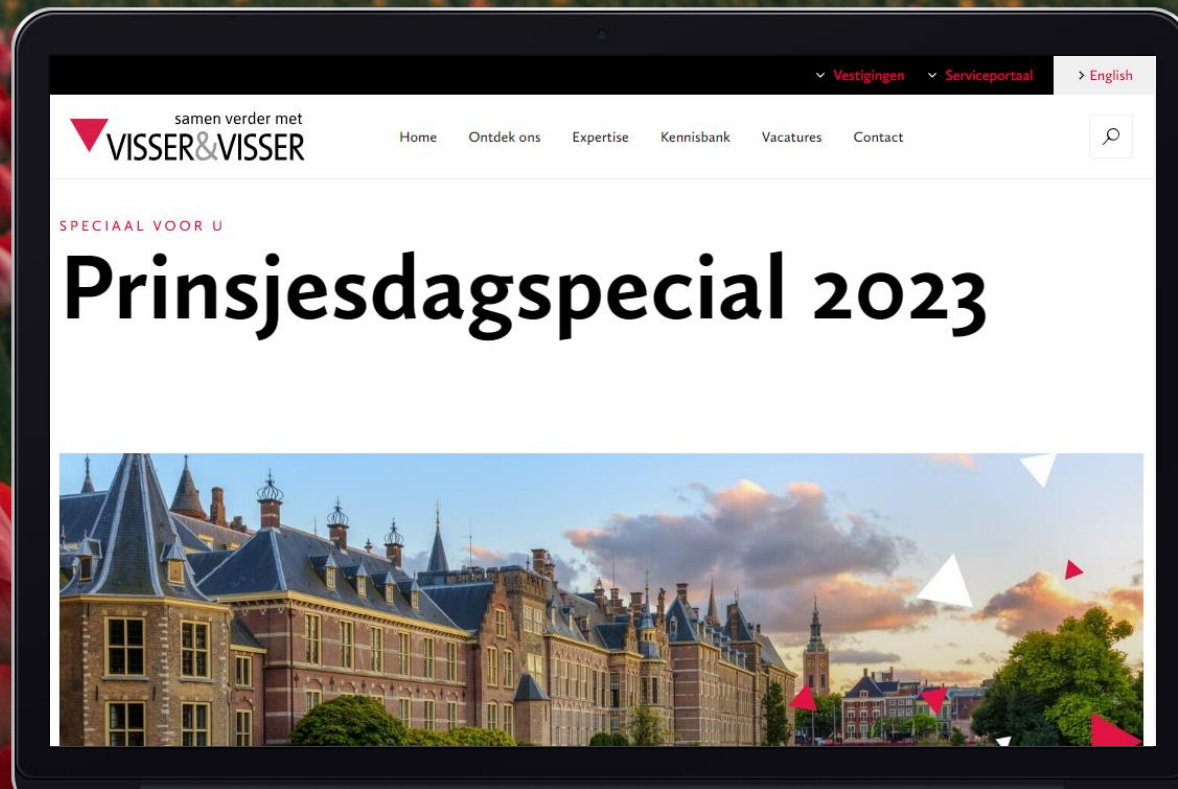 Vestigingen Serviceportaal > English
samen verder met
VISSER&VISSER
Home Ontdek ons Expertise Kennisbank Vacatures Contact
SPECIAAL VOOR U
Prinsjesdagspecial 2023